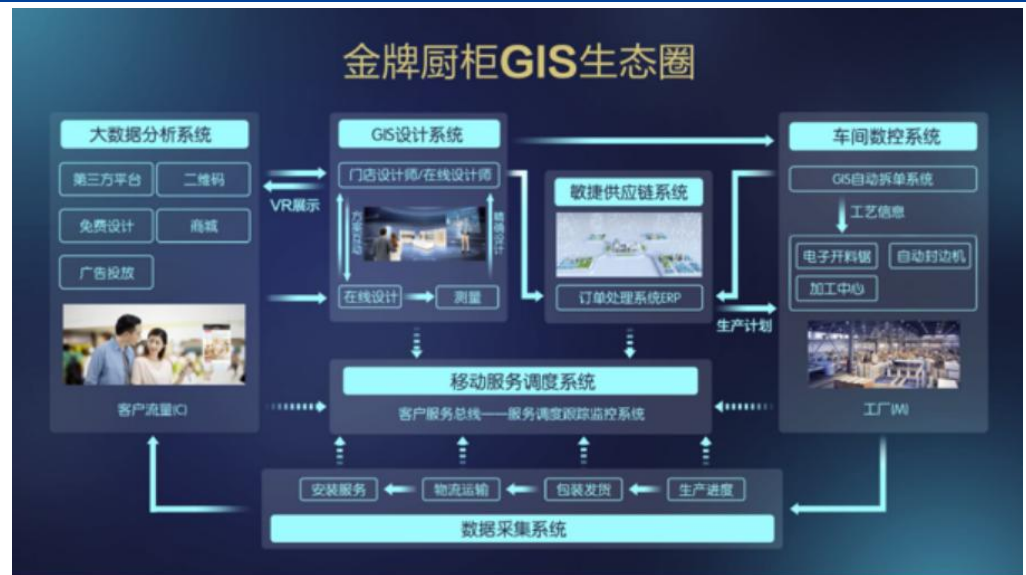 金牌厨柜GIS生态圈
大数据分析系统
第三方平台
二维码
免费设计
商城
广告投放
客户流量(C)
VR展示
GIS设计系统
门店设计师/在线设计师
方案互动
精确设计
在线设计
测量
敏捷供应链系统
订单处理系统ERP
生产计划
车间数控系统
GIS自动拆单系统
工艺信息
电子开料锯
自动封边机
加工中心
工厂(M)
移动服务调度系统
客户服务总线——服务调度跟踪监控系统
安装服务
物流运输
包装发货
生产进度
数据采集系统